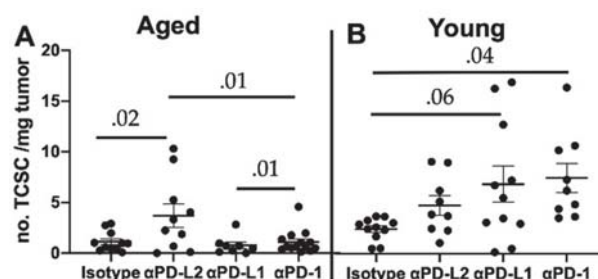 A Aged
B Young
no. TCSC /mg tumor
20
15
10
5
0
.02
.01
.01
.04
.06
Isotype αPD-L2 αPD-L1 αPD-1
Isotype αPD-L2 αPD-L1 αPD-1